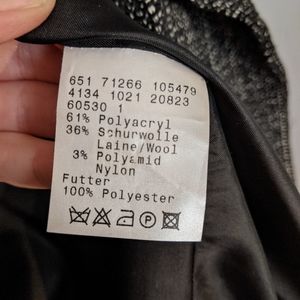 651 71266 105479
4134 1021 20823
60530 1
61% Polyacryl
36% Schurwolle
Laine/Wool
3% Polyamid
Nylon
Futter
100% Polyester
P